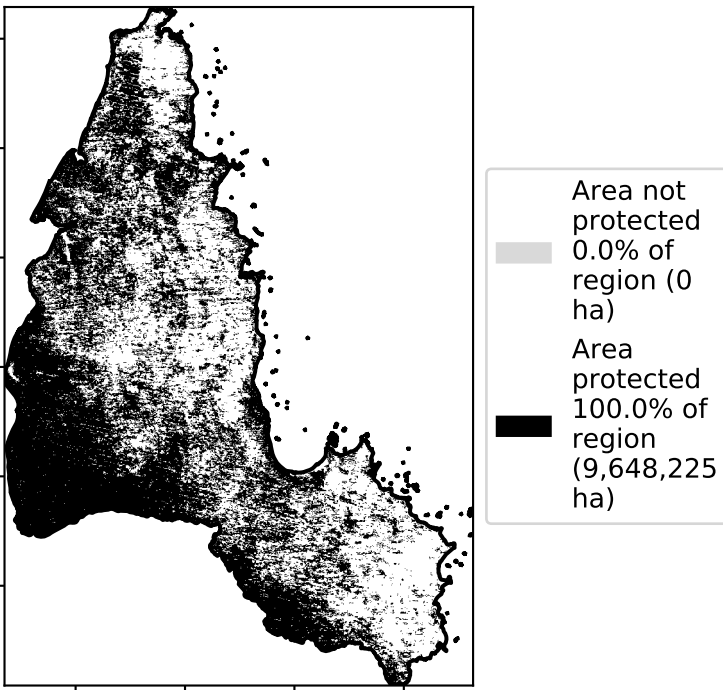 Area not
protected
0.0% of
region (0
ha)
Area
protected
100.0% of
region
(9,648,225
ha)